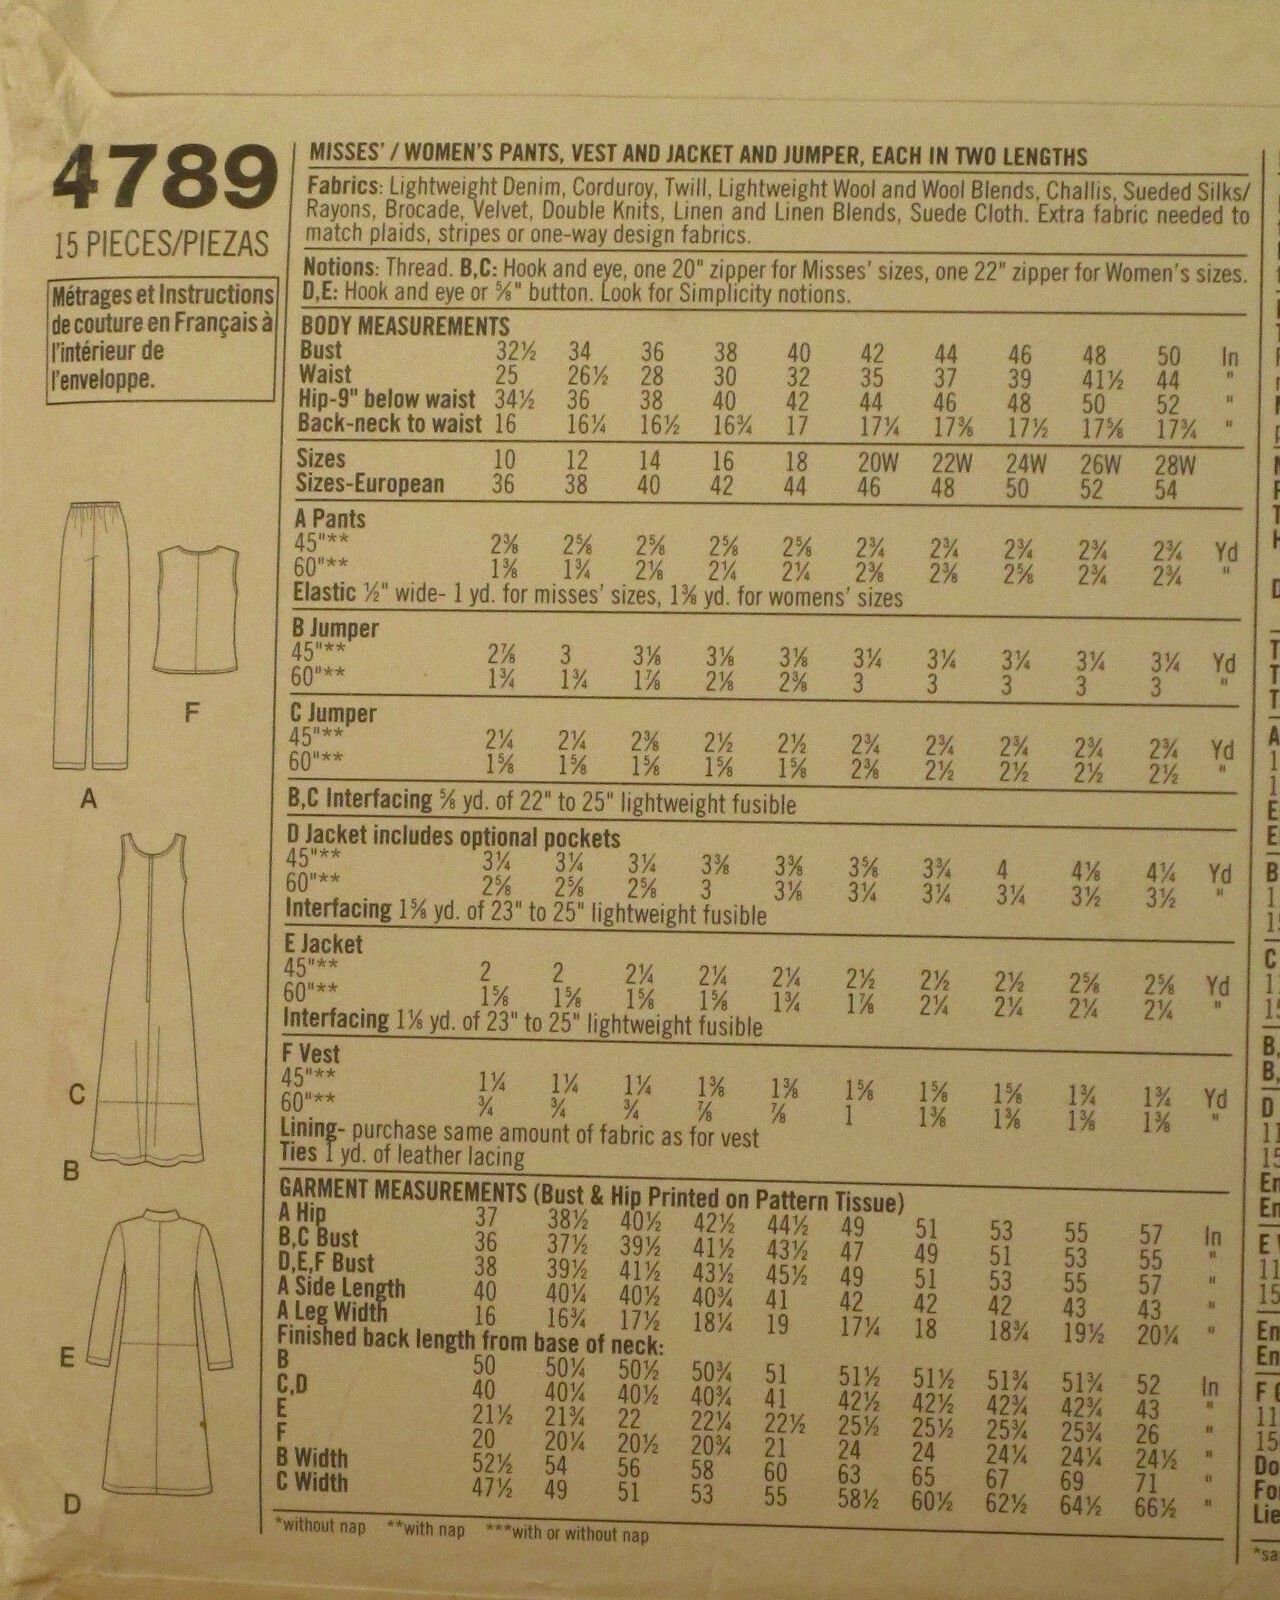 4789
15 PIECES/PIEZAS
Métrages et Instructions
de couture en Français à
l'intérieur de
l'enveloppe.
A
F
C
B
E
D
MISSES' / WOMEN'S PANTS, VEST AND JACKET AND JUMPER, EACH IN TWO LENGTHS
Fabrics: Lightweight Denim, Corduroy, Twill, Lightweight Wool and Wool Blends, Challis, Sueded Silks/
Rayons, Brocade, Velvet, Double Knits, Linen and Linen Blends, Suede Cloth. Extra fabric needed to
match plaids, stripes or one-way design fabrics.
Notions: Thread. B,C: Hook and eye, one 20" zipper for Misses' sizes, one 22" zipper for Women's sizes.
D,E: Hook and eye or ⅝" button. Look for Simplicity notions.
BODY MEASUREMENTS
Bust 32½ 34 36 38 40 42 44 46 48 50 In
Waist 25 26½ 28 30 32 35 37 39 41½ 44 "
Hip-9" below waist 34½ 36 38 40 42 44 46 48 50 52 "
Back-neck to waist 16 16¼ 16½ 16¾ 17 17¼ 17⅜ 17½ 17⅝ 17¾ "
Sizes 10 12 14 16 18 20W 22W 24W 26W 28W
Sizes-European 36 38 40 42 44 46 48 50 52 54
A Pants
45"** 2⅜ 2⅝ 2⅝ 2⅝ 2⅝ 2¾ 2¾ 2¾ 2¾ 2¾ Yd
60"** 1⅜ 1¾ 2⅛ 2¼ 2¼ 2⅜ 2⅜ 2⅝ 2¾ 2¾ "
Elastic ½" wide- 1 yd. for misses' sizes, 1⅜ yd. for womens' sizes
B Jumper
45"** 2⅞ 3 3⅛ 3⅛ 3⅛ 3¼ 3¼ 3¼ 3¼ 3¼ Yd
60"** 1¾ 1¾ 1⅞ 2⅛ 2⅜ 3 3 3 3 3 "
C Jumper
45"** 2¼ 2¼ 2⅜ 2½ 2½ 2¾ 2¾ 2¾ 2¾ 2¾ Yd
60"** 1⅝ 1⅝ 1⅝ 1⅝ 1⅝ 2⅜ 2½ 2½ 2½ 2½ "
B,C Interfacing ⅝ yd. of 22" to 25" lightweight fusible
D Jacket includes optional pockets
45"** 3¼ 3¼ 3¼ 3⅜ 3⅜ 3⅝ 3¾ 4 4⅛ 4¼ Yd
60"** 2⅝ 2⅝ 2⅝ 3 3⅛ 3¼ 3¼ 3¼ 3½ 3½ "
Interfacing 1⅝ yd. of 23" to 25" lightweight fusible
E Jacket
45"** 2 2 2¼ 2¼ 2¼ 2½ 2½ 2½ 2⅝ 2⅝ Yd
60"** 1⅝ 1⅝ 1⅝ 1⅝ 1¾ 1⅞ 2¼ 2¼ 2¼ 2¼ "
Interfacing 1⅛ yd. of 23" to 25" lightweight fusible
F Vest
45"** 1¼ 1¼ 1¼ 1⅜ 1⅜ 1⅝ 1⅝ 1⅝ 1¾ 1¾ Yd
60"** ¾ ¾ ¾ ⅞ ⅞ 1 1⅜ 1⅜ 1⅜ 1⅜ "
Lining- purchase same amount of fabric as for vest
Ties 1 yd. of leather lacing
GARMENT MEASUREMENTS (Bust & Hip Printed on Pattern Tissue)
A Hip 37 38½ 40½ 42½ 44½ 49 51 53 55 57 In
B,C Bust 36 37½ 39½ 41½ 43½ 47 49 51 53 55 "
D,E,F Bust 38 39½ 41½ 43½ 45½ 49 51 53 55 57 "
A Side Length 40 40¼ 40½ 40¾ 41 42 42 42 43 43 "
A Leg Width 16 16¾ 17½ 18¼ 19 17¼ 18 18¾ 19½ 20¼ "
Finished back length from base of neck:
B 50 50¼ 50½ 50¾ 51 51½ 51½ 51¾ 51¾ 52 In
C,D 40 40¼ 40½ 40¾ 41 42½ 42½ 42¾ 42¾ 43 "
E 21½ 21¾ 22 22¼ 22½ 25½ 25½ 25¾ 25¾ 26 "
F 20 20¼ 20½ 20¾ 21 24 24 24¼ 24¼ 24½ "
B Width 52½ 54 56 58 60 63 65 67 69 71 "
C Width 47½ 49 51 53 55 58½ 60½ 62½ 64½ 66½ "
*without nap **with nap ***with or without nap